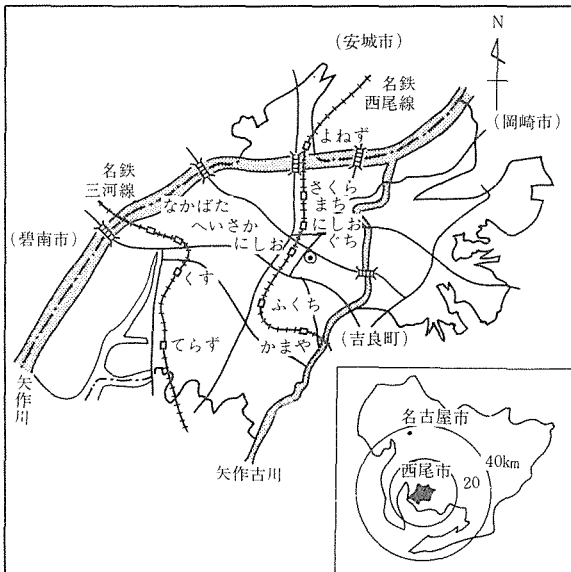 (安城市)
N
名鉄
西尾線
よねず
(岡崎市)
名鉄
三河線
なかばた
へいさか
にしお
さくら
まち
にしお
ぐち
(碧南市)
くす
ふくち
てらず
かまや
(吉良町)
矢作川
矢作古川
名古屋市
40km
西尾市
20